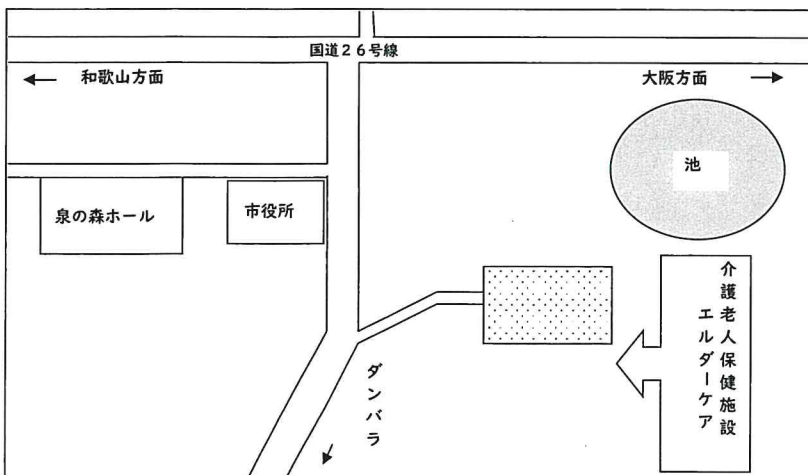 国道２６号線
和歌山方面
大阪方面
池
泉の森ホール
市役所
介護老人保健施設
エルダーケア
ダンバラ